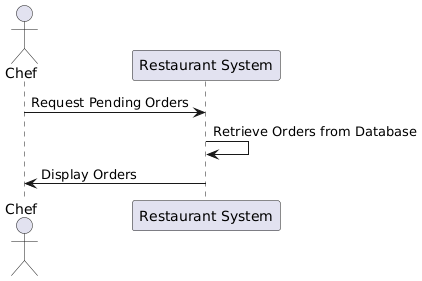 Chef
Restaurant System
Request Pending Orders
Retrieve Orders from Database
Display Orders
Chef
Restaurant System